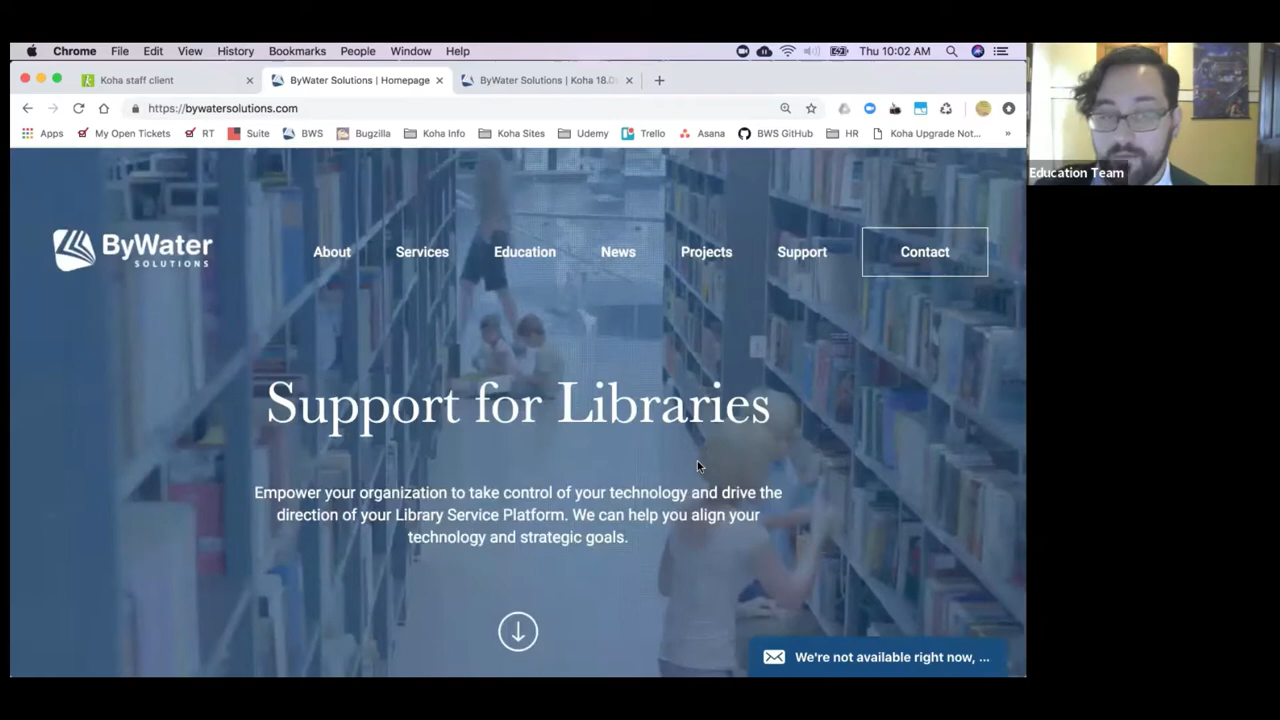 Chrome File Edit View History Bookmarks People Window Help Thu 10:02 AM
Koha staff client
ByWater Solutions | Homepage
ByWater Solutions | Koha 18.0
https://bywatersolutions.com
Apps My Open Tickets RT Suite BWS Bugzilla Koha Info Koha Sites Udemy Trello Asana BWS GitHub HR Koha Upgrade Not... »
Education Team
ByWater
SOLUTIONS
About Services Education News Projects Support Contact
Support for Libraries
Empower your organization to take control of your technology and drive the
direction of your Library Service Platform. We can help you align your
technology and strategic goals.
We're not available right now, ...